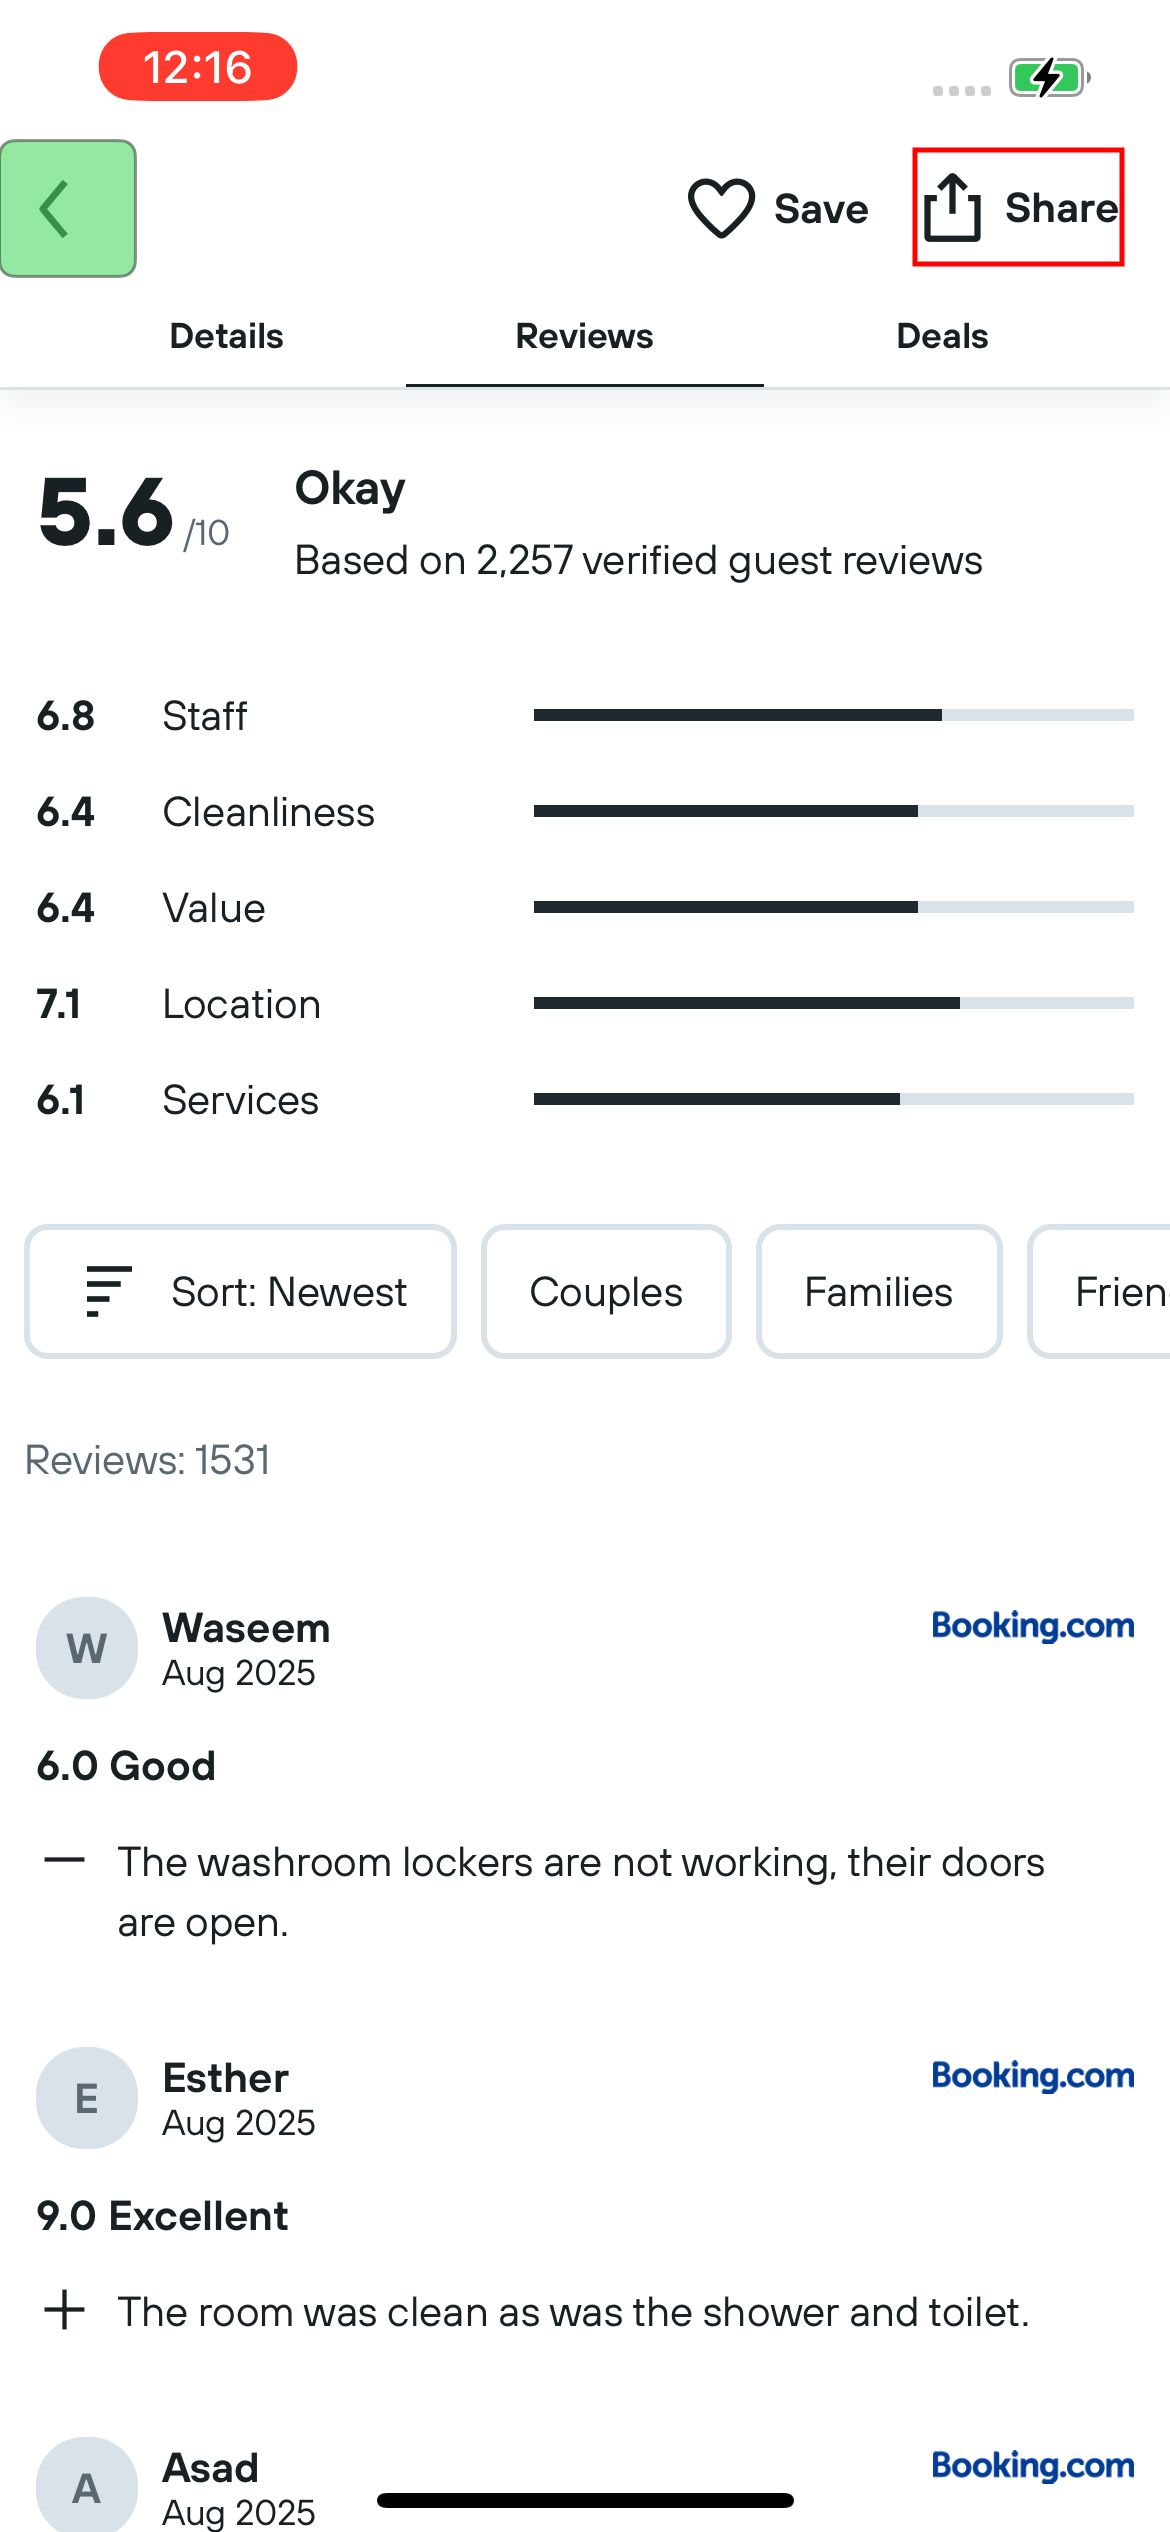 12:16
Save
Share
Details
Reviews
Deals
5.6 /10
Okay
Based on 2,257 verified guest reviews
6.8 Staff
6.4 Cleanliness
6.4 Value
7.1 Location
6.1 Services
Sort: Newest
Couples
Families
Frien
Reviews: 1531
W
Waseem
Booking.com
Aug 2025
6.0 Good
The washroom lockers are not working, their doors
are open.
E
Esther
Booking.com
Aug 2025
9.0 Excellent
The room was clean as was the shower and toilet.
A
Asad
Booking.com
Aug 2025